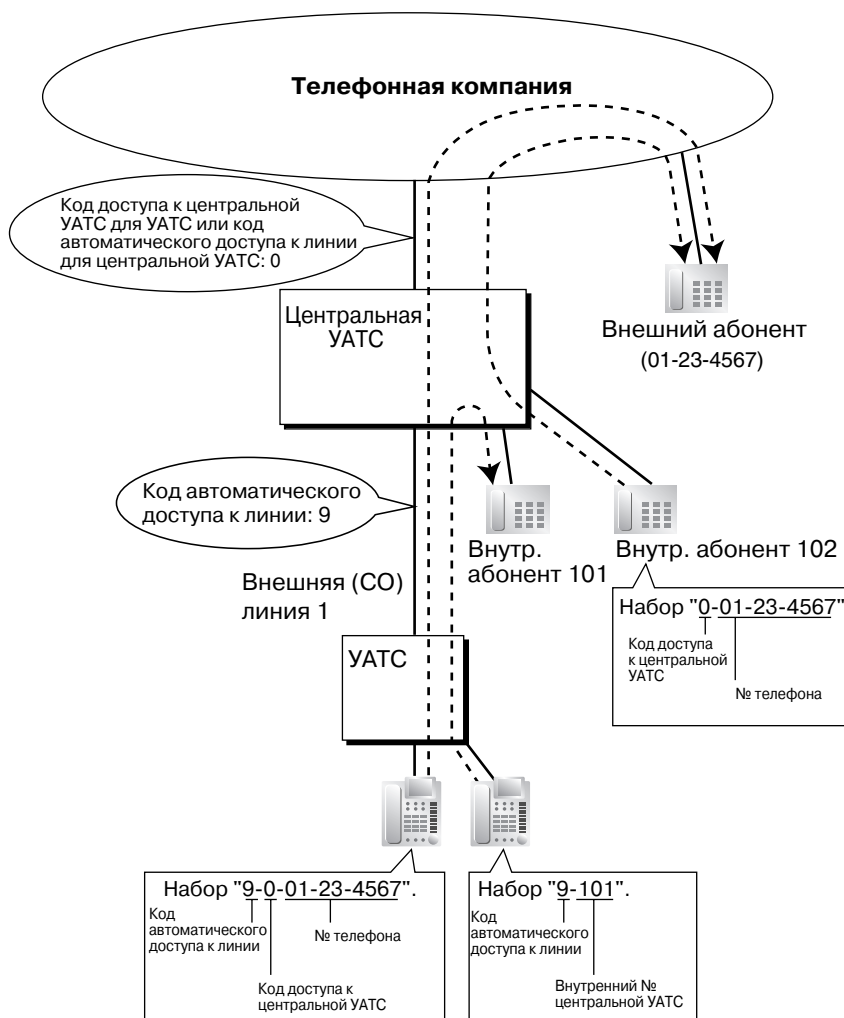 Телефонная компания
Код доступа к центральной
УАТС для УАТС или код
автоматического доступа к линии
для центральной УАТС: 0
Центральная
УАТС
Внешний абонент
(01-23-4567)
Код автоматического
доступа к линии: 9
Внутр.
абонент 101
Внутр. абонент 102
Внешняя (CO)
линия 1
Набор "0-01-23-4567"
Код доступа
к центральной
УАТС
№ телефона
УАТС
Набор "9-0-01-23-4567".
Код
автоматического
доступа к линии
№ телефона
Код доступа к
центральной УАТС
Набор "9-101".
Код
автоматического
доступа к линии
Внутренний №
центральной УАТС